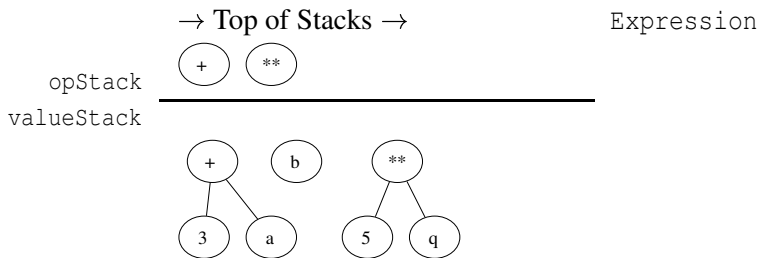 → Top of Stacks → Expression
+ **
opStack
valueStack
+ b **
3 a 5 q